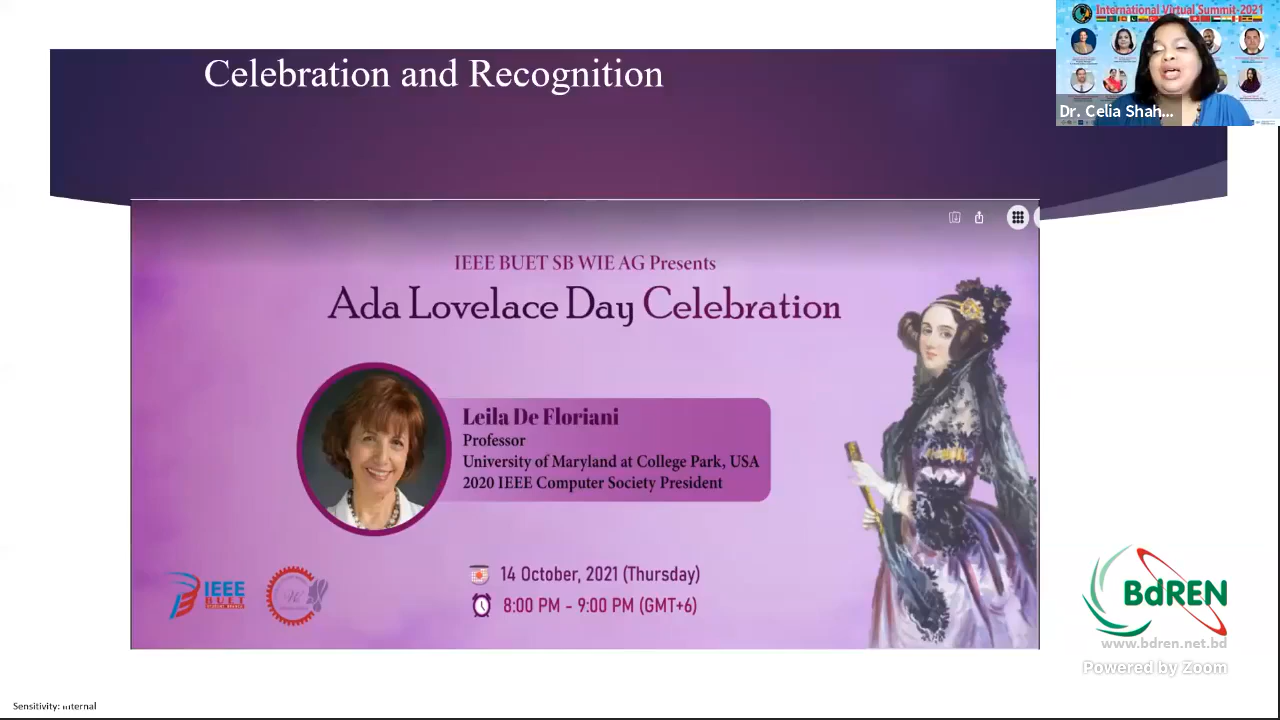 International Virtual Summit-2021
Dr. Celia Shah...
Celebration and Recognition
IEEE BUET SB WIE AG Presents
Ada Lovelace Day Celebration
Leila De Floriani
Professor
University of Maryland at College Park, USA
2020 IEEE Computer Society President
14 October, 2021 (Thursday)
8:00 PM - 9:00 PM (GMT+6)
IEEE
BUET
BdREN
www.bdren.net.bd
Powered by Zoom
Sensitivity: Internal